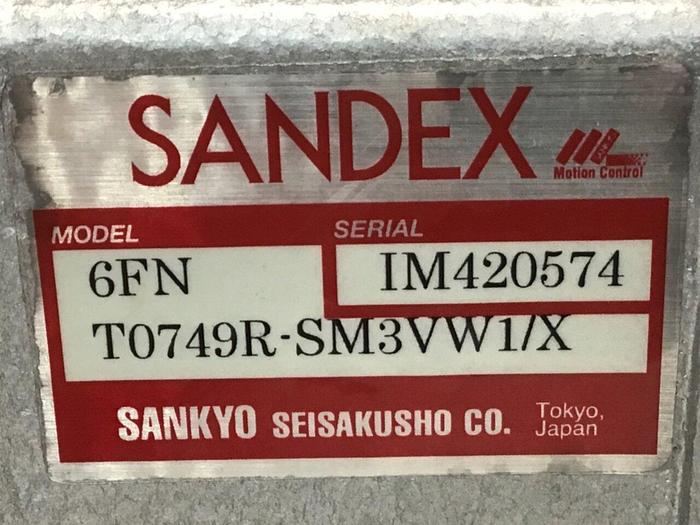 SANDEX
Motion Control
MODEL
SERIAL
6FN
IM420574
T0749R-SM3VW1/X
SANKYO SEISAKUSHO CO.
Tokyo,
Japan